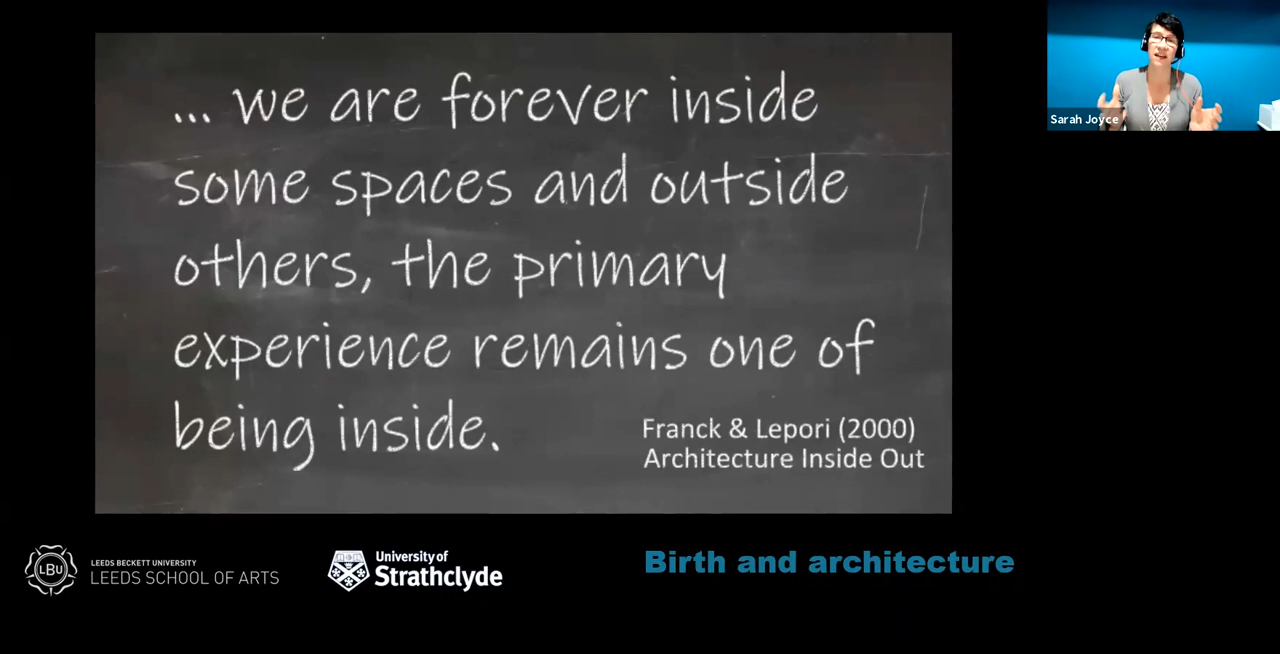 ... we are forever inside
some spaces and outside
others, the primary
experience remains one of
being inside.
Franck & Lepori (2000)
Architecture Inside Out
Sarah Joyce
LBU
LEEDS BECKETT UNIVERSITY
LEEDS SCHOOL OF ARTS
University of
Strathclyde
Birth and architecture